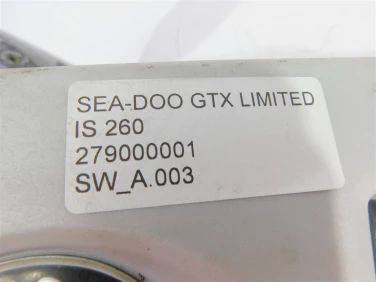 SEA-DOO GTX LIMITED
IS 260
279000001
SW_A.003